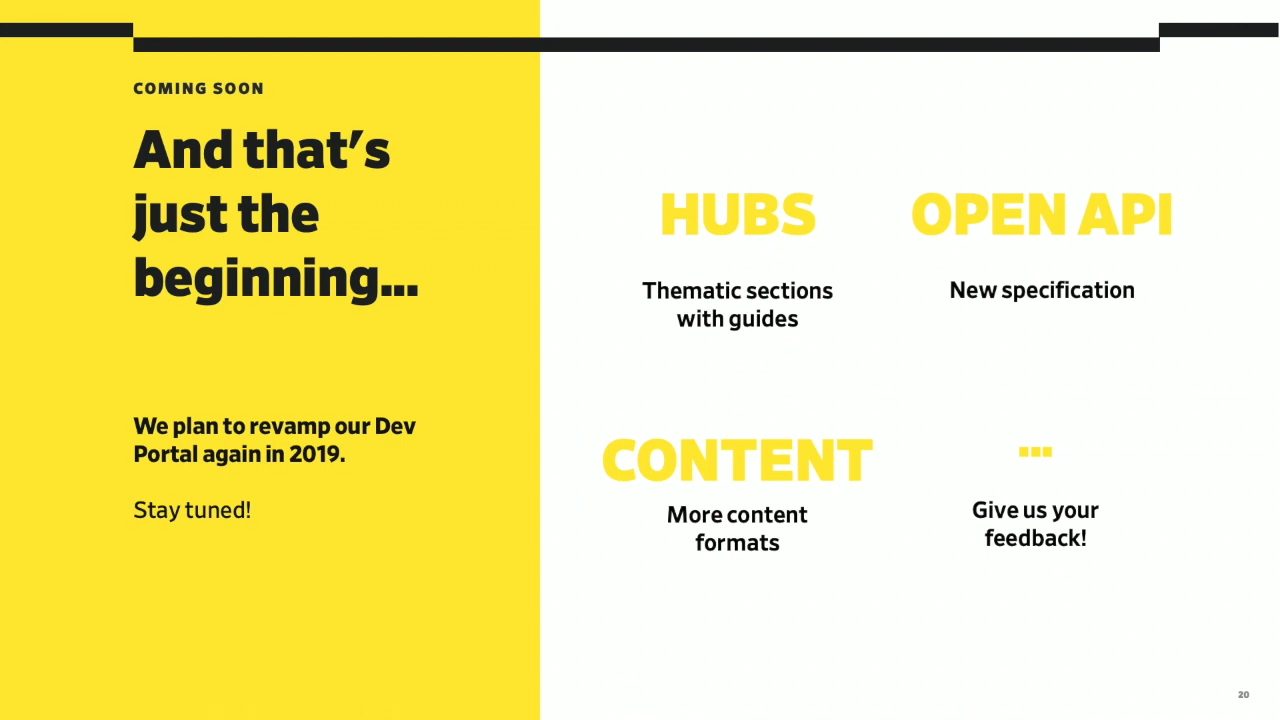 COMING SOON
And that's
just the
beginning...
We plan to revamp our Dev
Portal again in 2019.
Stay tuned!
HUBS
Thematic sections
with guides
OPEN API
New specification
CONTENT
More content
formats
...
Give us your
feedback!
20